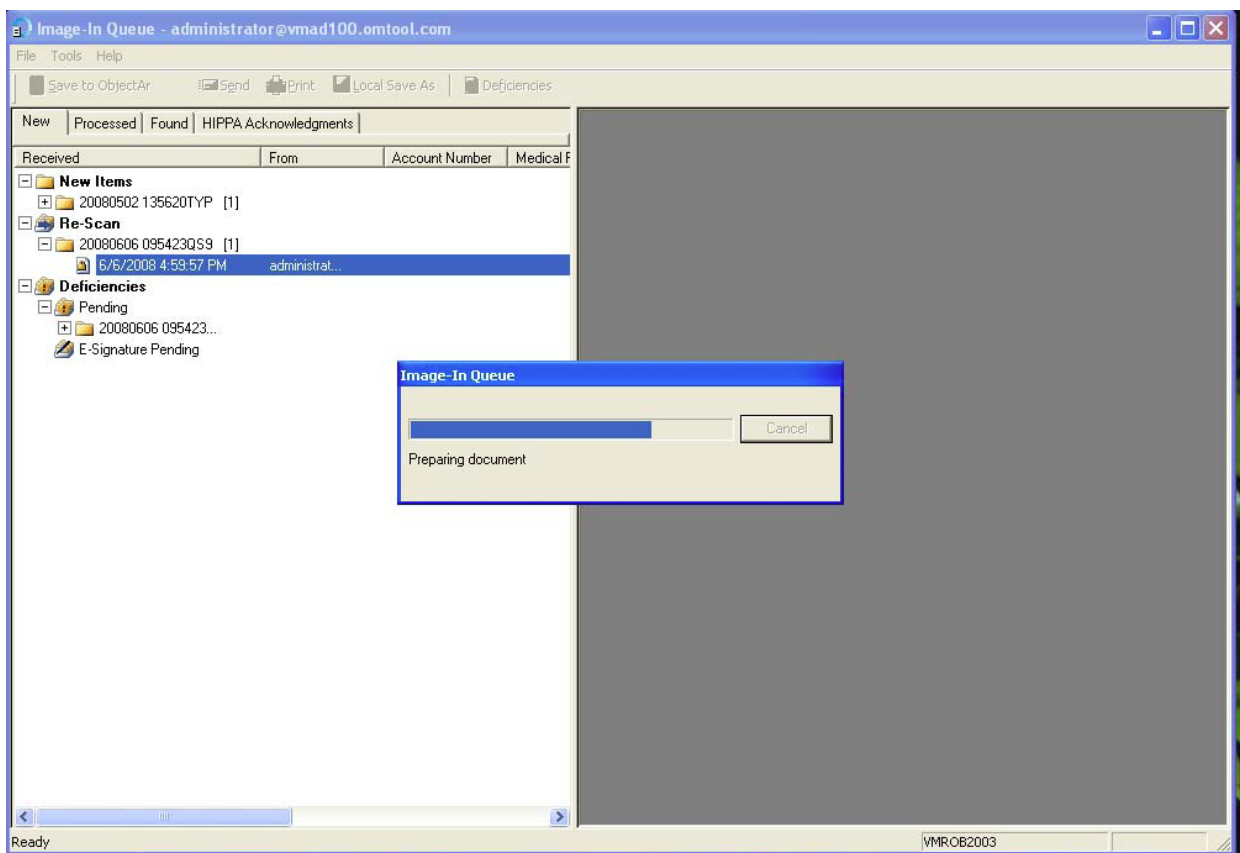 Image-In Queue - administrator@vmad100.omtool.com
File Tools Help
Save to ObjectAr Send Print Local Save As Deficiencies
New Processed Found HIPPA Acknowledgments
Received From Account Number Medical F
New Items
20080502 135620TYP [1]
Re-Scan
20080606 095423QS9 [1]
6/6/2008 4:59:57 PM administrat...
Deficiencies
Pending
20080606 095423...
E-Signature Pending
Image-In Queue
Cancel
Preparing document
Ready VMROB2003